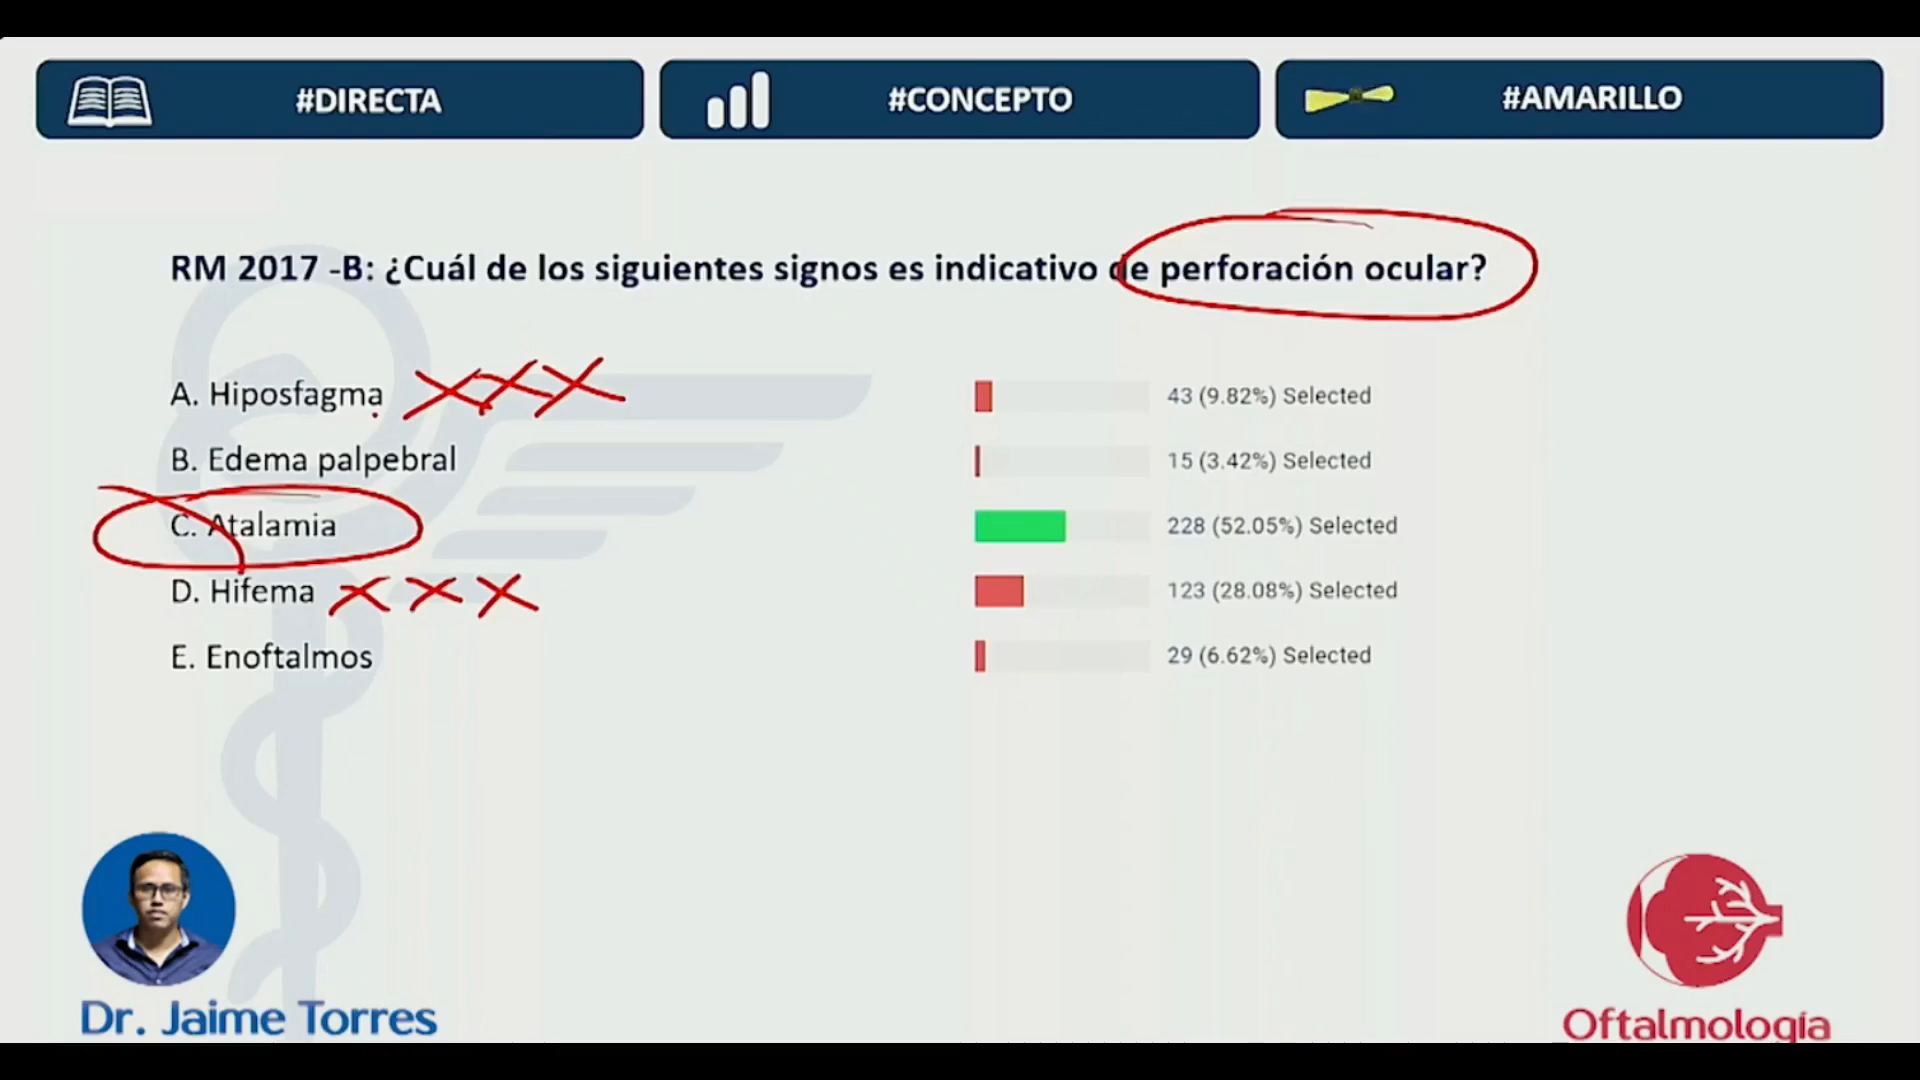 #DIRECTA
#CONCEPTO
#AMARILLO
RM 2017 -B: ¿Cuál de los siguientes signos es indicativo de perforación ocular?
A. Hiposfagma
43 (9.82%) Selected
B. Edema palpebral
15 (3.42%) Selected
C. Atalamia
228 (52.05%) Selected
D. Hifema
123 (28.08%) Selected
E. Enoftalmos
29 (6.62%) Selected
Dr. Jaime Torres
Oftalmología